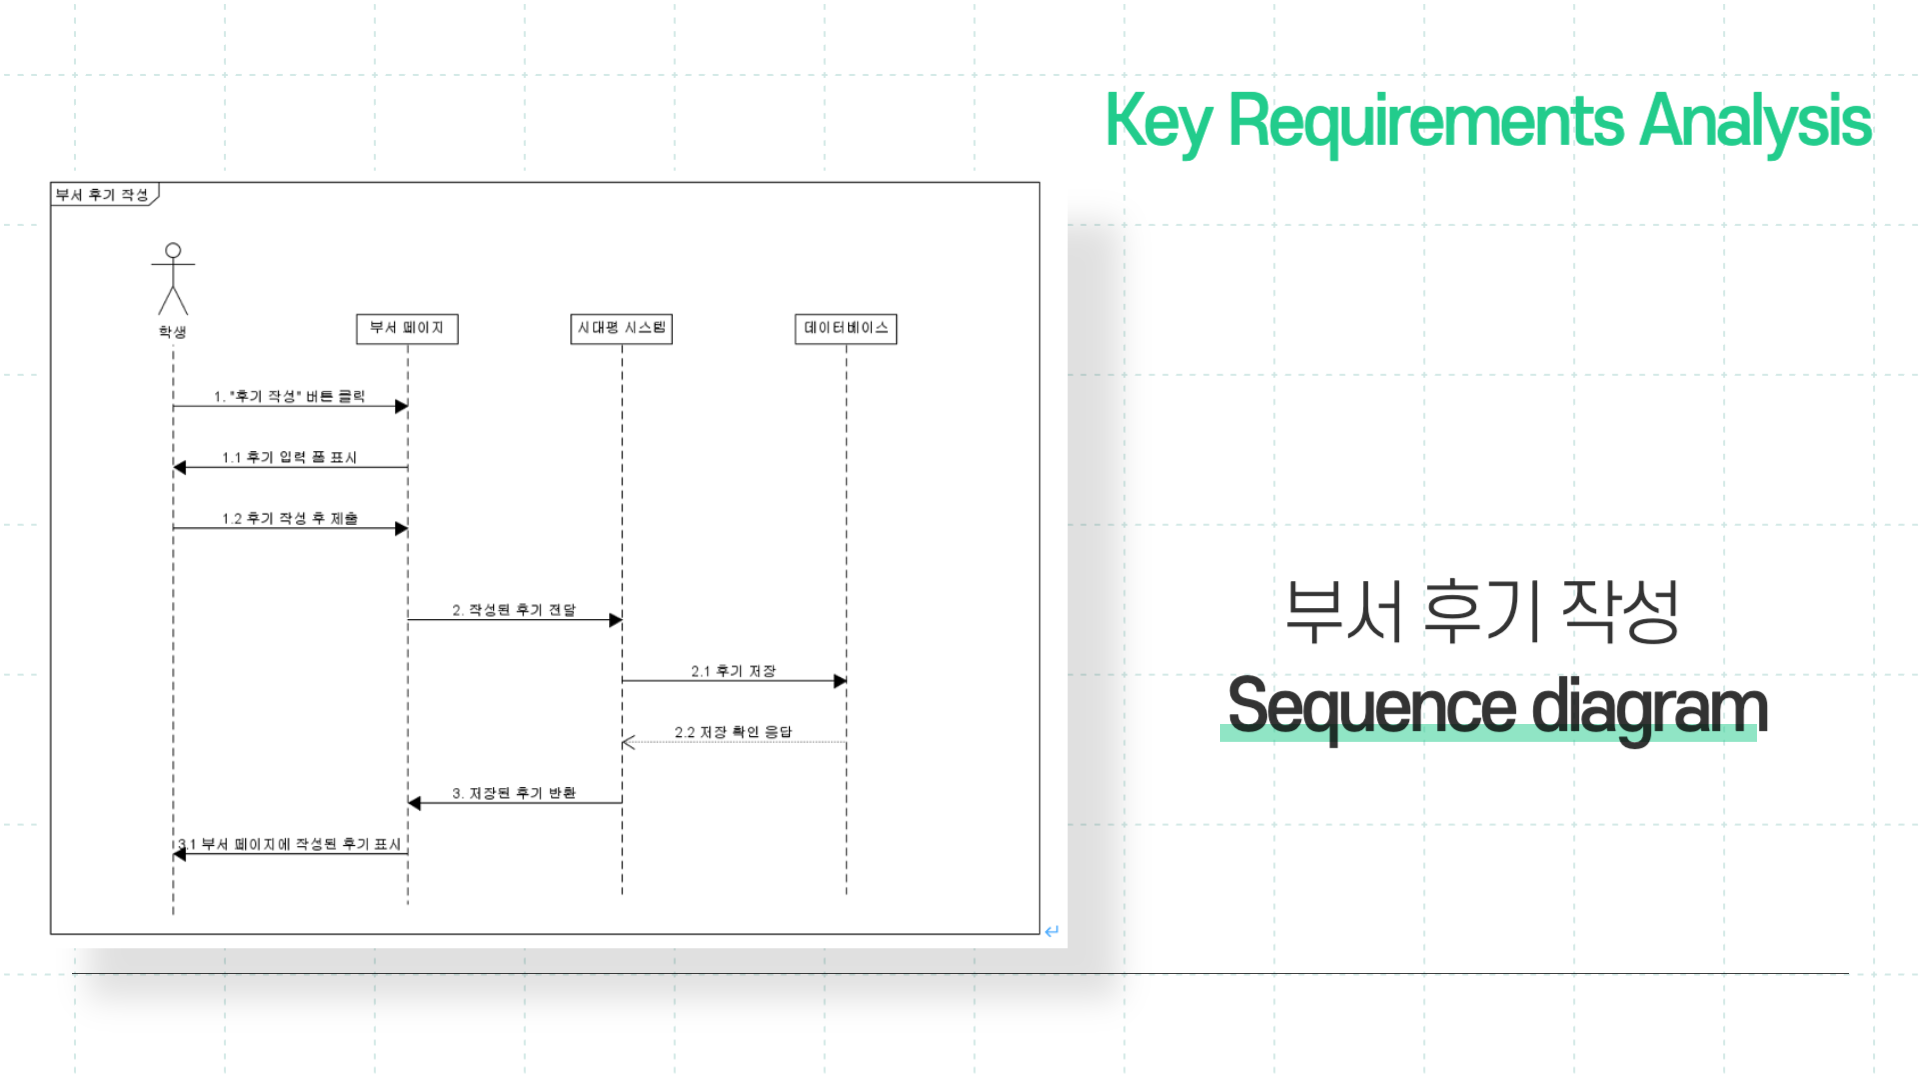 Key Requirements Analysis
부서 후기 작성
학생
부서 페이지
시대평 시스템
데이터베이스
1. "후기 작성" 버튼 클릭
1.1 후기 입력 폼 표시
1.2 후기 작성 후 제출
2. 작성된 후기 전달
2.1 후기 저장
2.2 저장 확인 응답
3. 저장된 후기 반환
3.1 부서 페이지에 작성된 후기 표시
부서 후기 작성
Sequence diagram